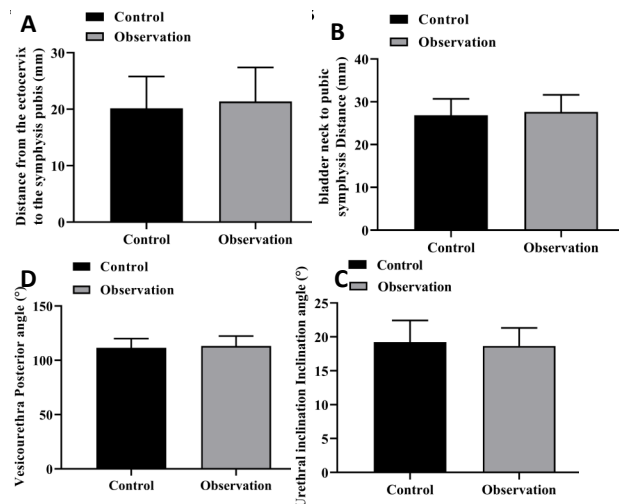 A
Control
Observation
Distance from the ectocervix
to the symphysis pubis (mm)
30
20
10
0
Control
Observation
B
Control
Observation
bladder neck to pubic
symphysis Distance (mm)
40
30
20
10
0
Control
Observation
D
Control
Observation
Vesicourethra Posterior angle (°)
150
100
50
0
Control
Observation
C
Control
Observation
Urethral inclination Inclination angle (°)
25
20
15
10
5
0
Control
Observation